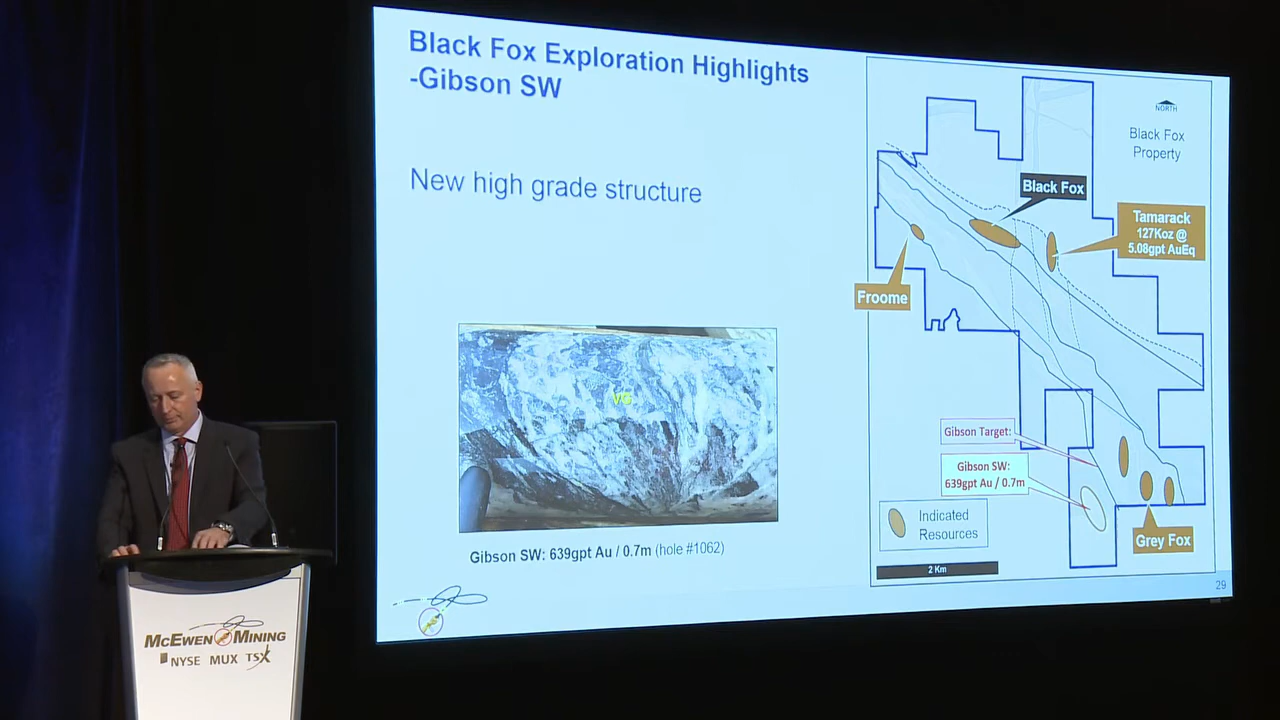 Black Fox Exploration Highlights
-Gibson SW
New high grade structure
VG
Gibson SW: 639gpt Au / 0.7m (hole #1062)
NORTH
Black Fox
Property
Black Fox
Tamarack
127Koz @
5.08gpt AuEq
Froome
Gibson Target:
Gibson SW:
639gpt Au / 0.7m
Indicated
Resources
Grey Fox
2 Km
29
McEWEN MINING
NYSE MUX TSX